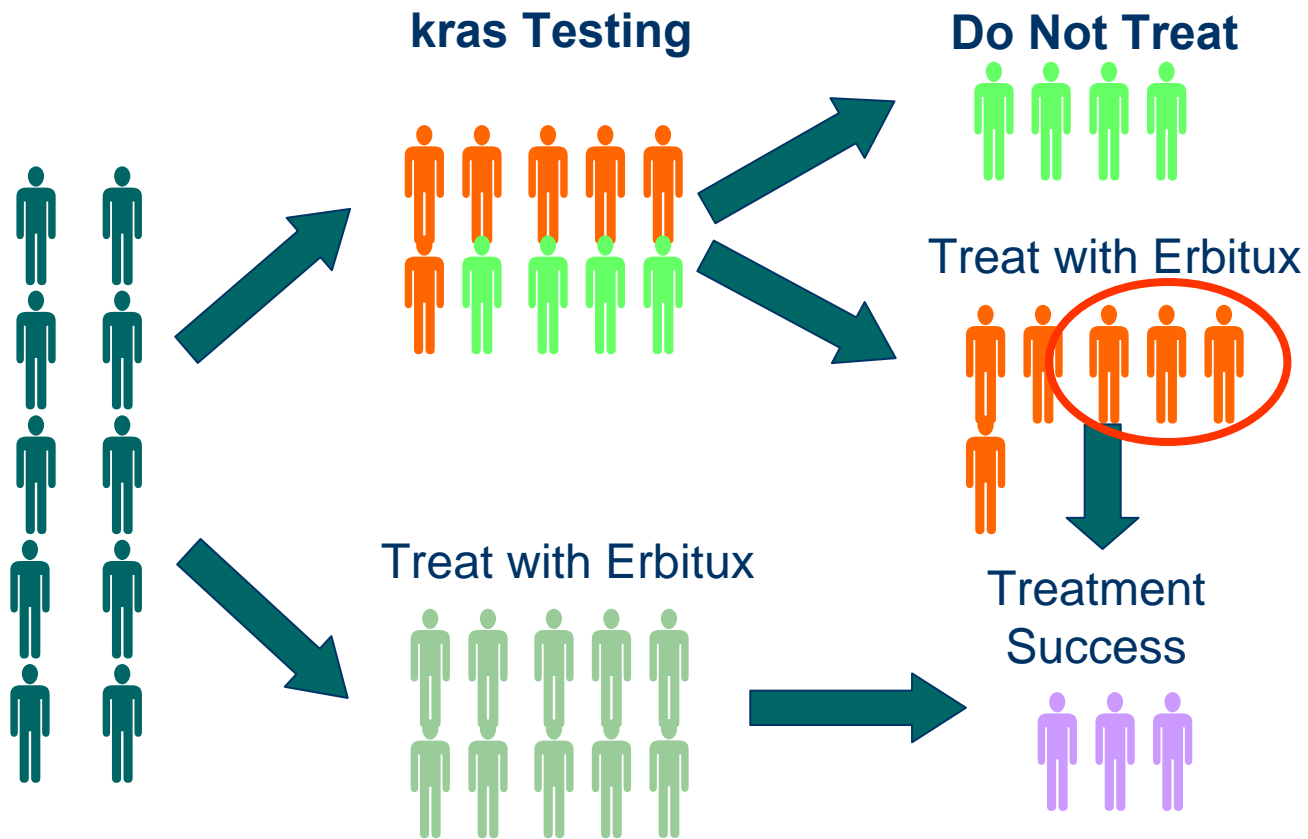 kras Testing
Do Not Treat
Treat with Erbitux
Treat with Erbitux
Treatment
Success